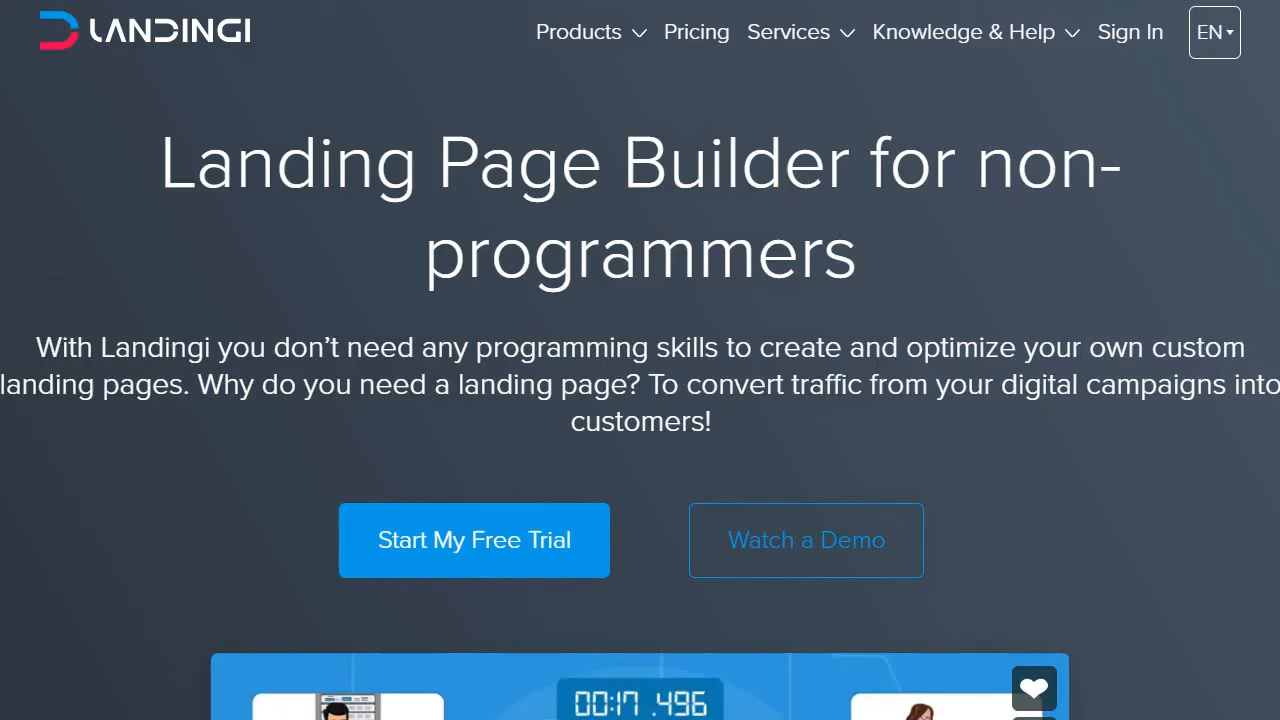 LANDINGI
Products Pricing Services Knowledge & Help Sign In EN
Landing Page Builder for non-
programmers
With Landingi you don’t need any programming skills to create and optimize your own custom
landing pages. Why do you need a landing page? To convert traffic from your digital campaigns into
customers!
Start My Free Trial Watch a Demo
00:17 .496